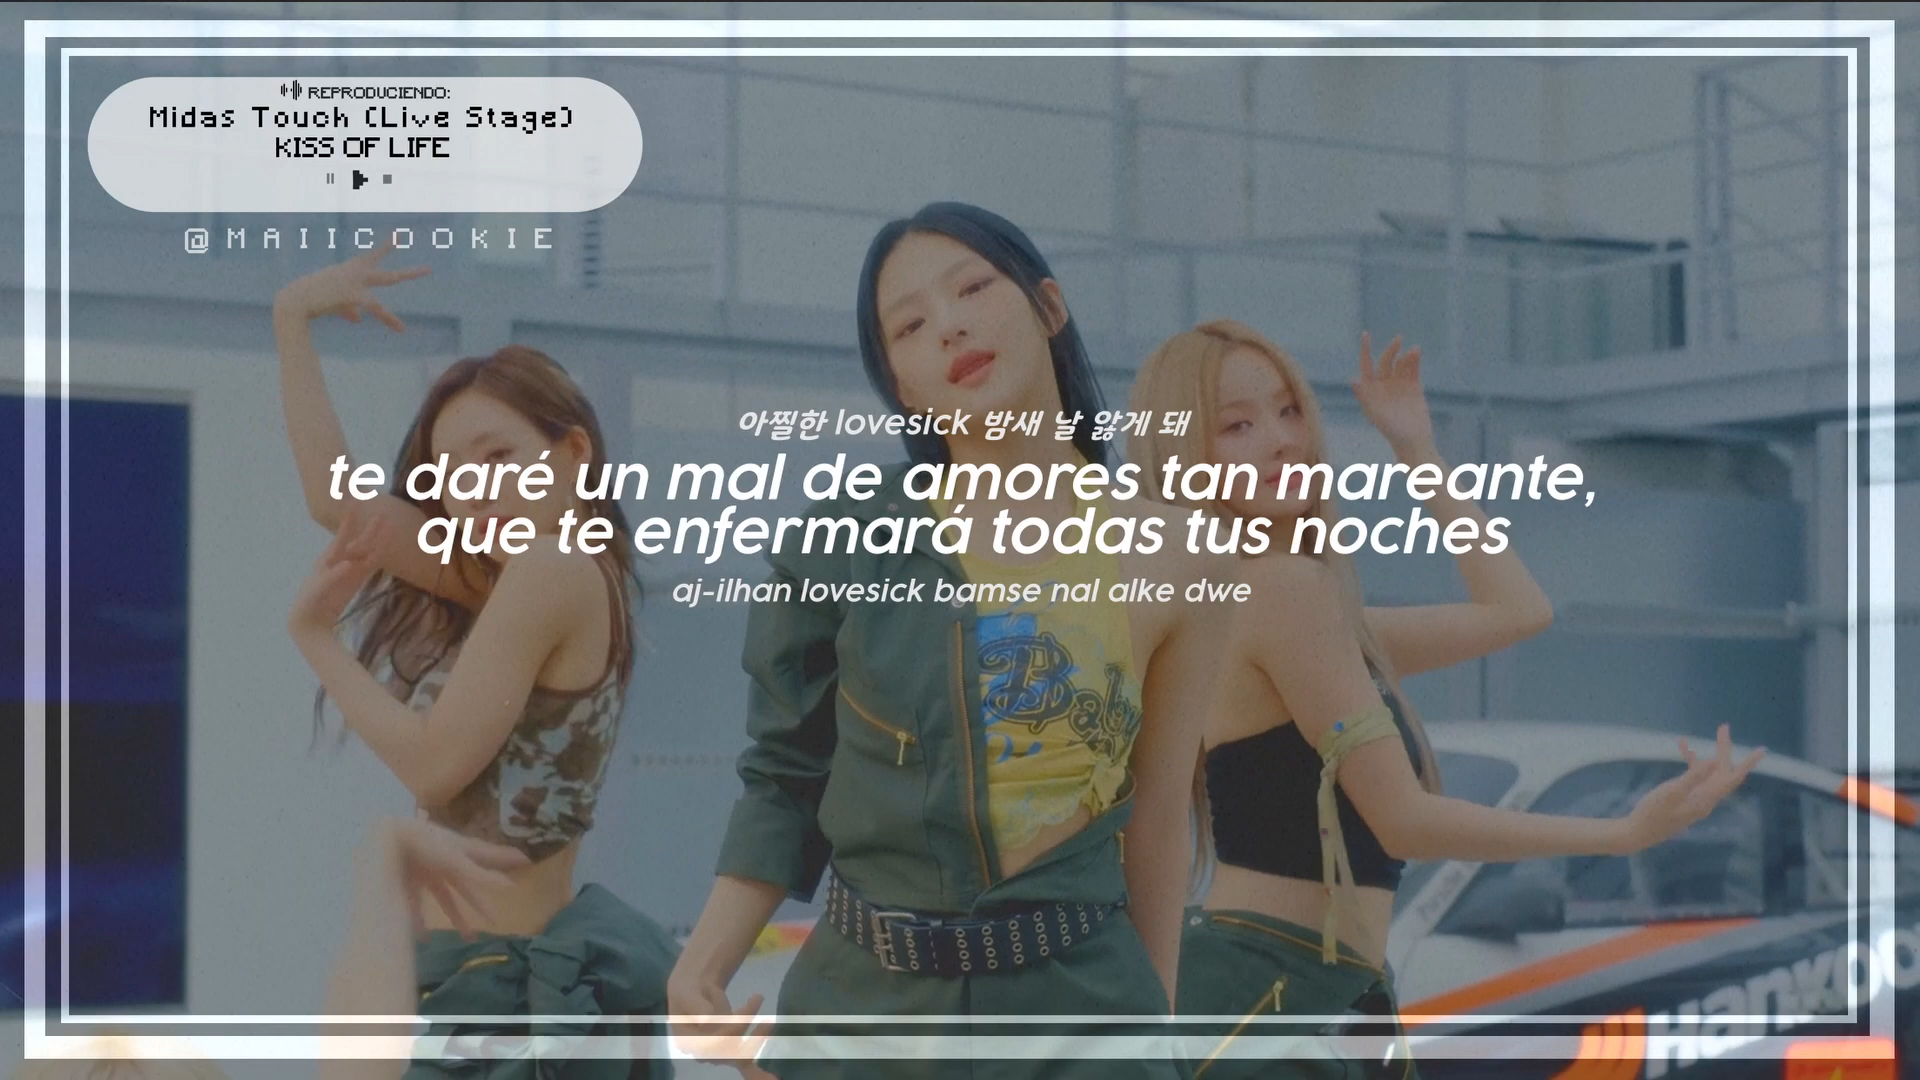 REPRODUCIENDO:
Midas Touch (Live Stage)
KISS OF LIFE
@MAIICOOKIE
아찔한 lovesick 밤새 날 앓게 돼
te daré un mal de amores tan mareante,
que te enfermará todas tus noches
aj-ilhan lovesick bamse nal alke dwe
Baby